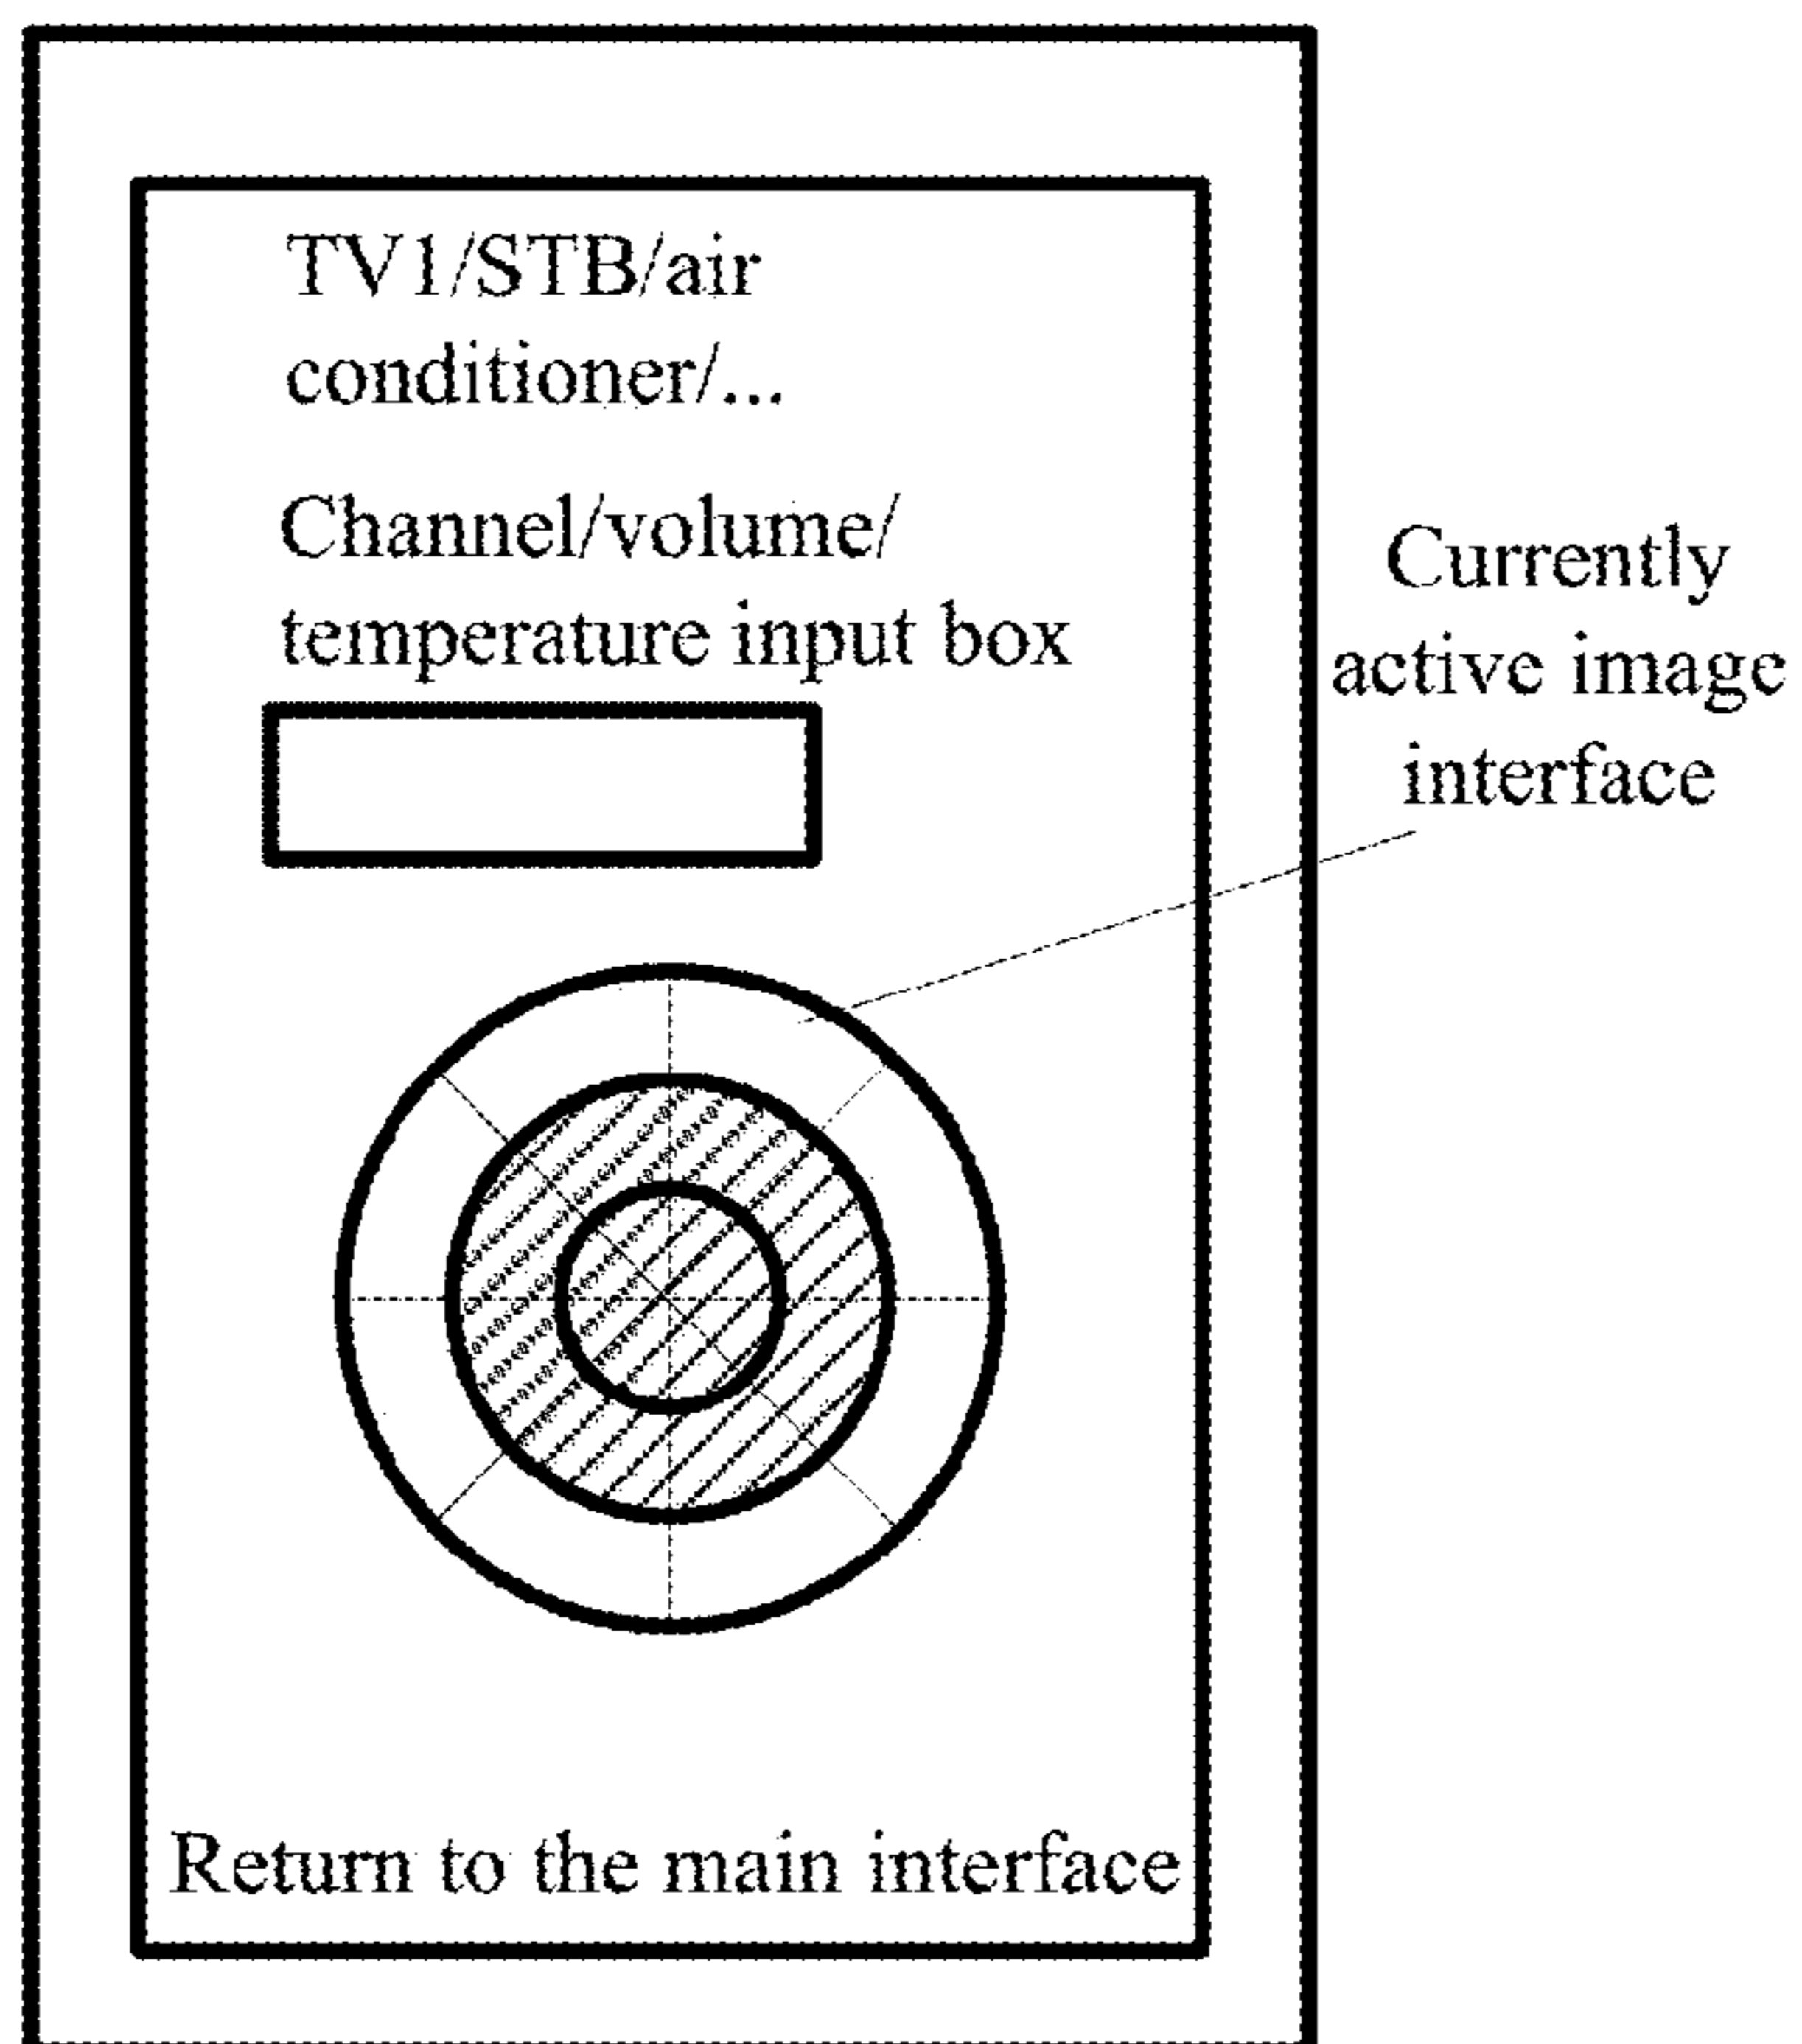 TV1/STB/air
conditioner/...
Channel/volume/
temperature input box
Currently
active image
interface
Return to the main interface